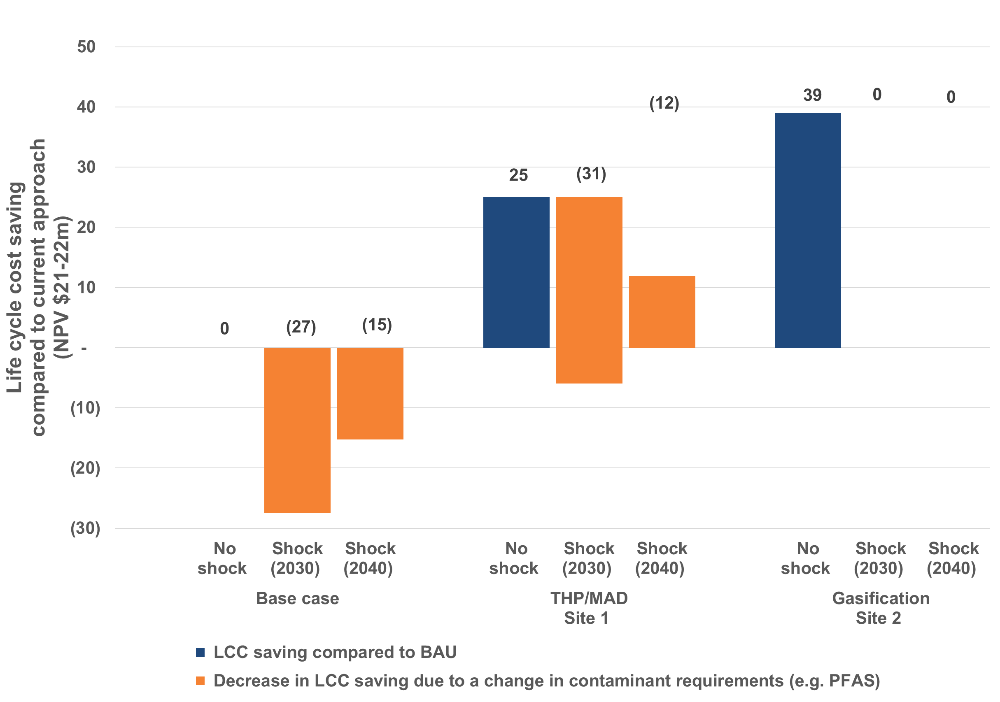 Life cycle cost saving
compared to current approach
(NPV $21-22m)
50
40
30
20
10
-
(10)
(20)
(30)
0
(27)
(15)
25
(31)
(12)
39
0
0
No
shock
Shock
(2030)
Shock
(2040)
No
shock
Shock
(2030)
Shock
(2040)
No
shock
Shock
(2030)
Shock
(2040)
Base case
THP/MAD
Site 1
Gasification
Site 2
LCC saving compared to BAU
Decrease in LCC saving due to a change in contaminant requirements (e.g. PFAS)